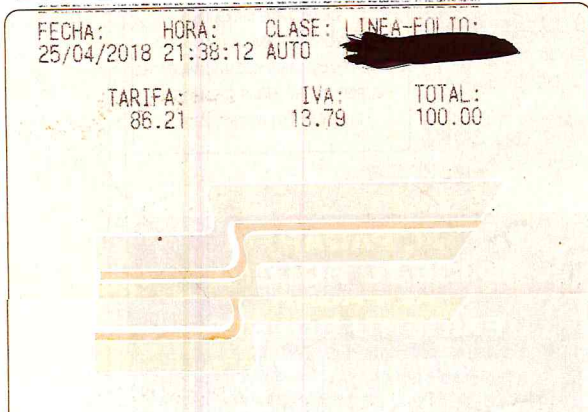 FECHA: HORA: CLASE: LINEA-FOLIO:
25/04/2018 21:38:12 AUTO
TARIFA: IVA: TOTAL:
86.21 13.79 100.00